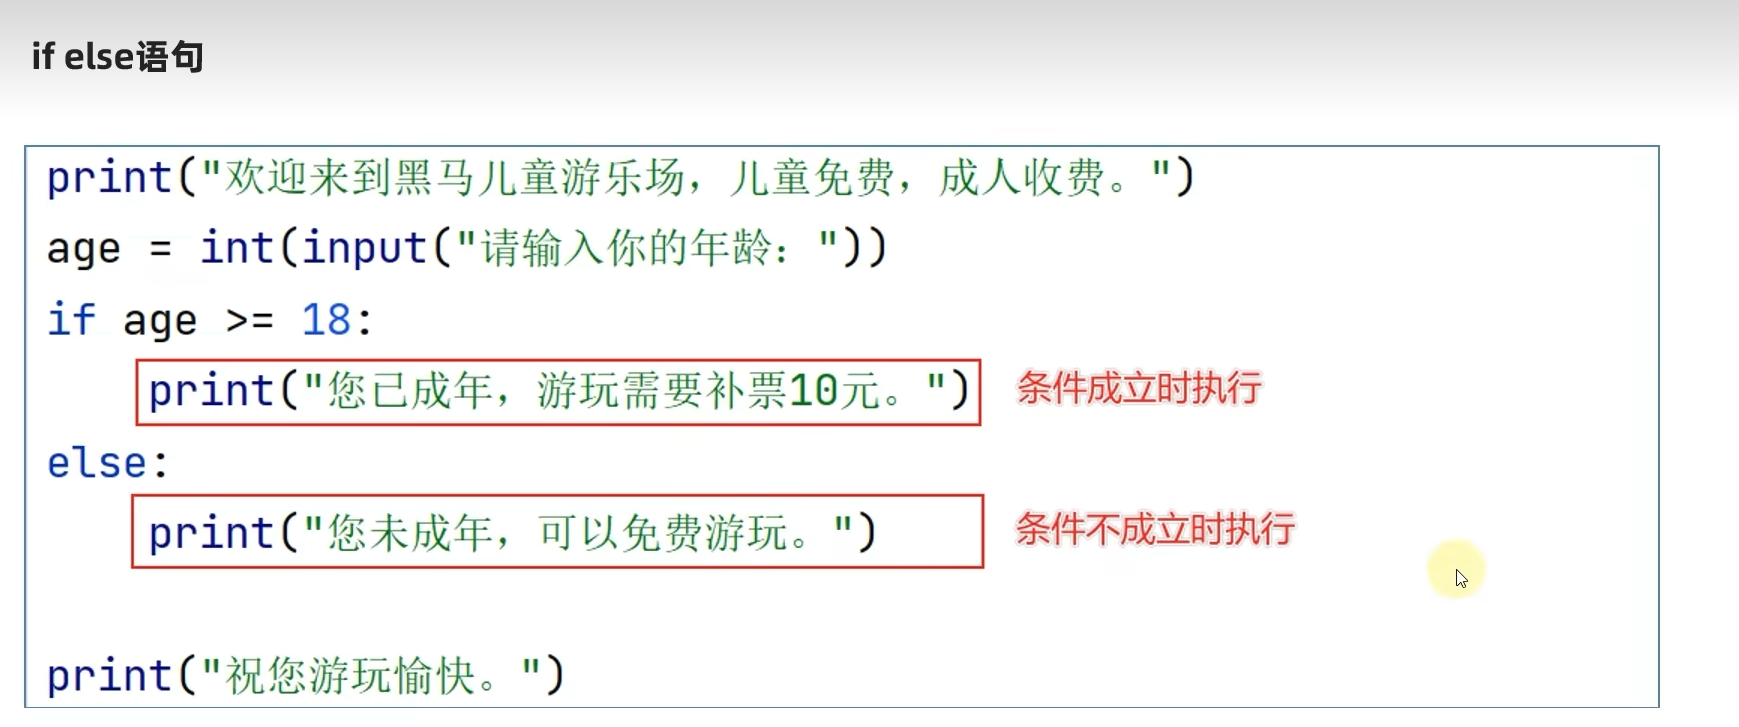 if else语句
print("欢迎来到黑马儿童游乐场，儿童免费，成人收费。")
age = int(input("请输入你的年龄："))
if age >= 18:
    print("您已成年，游玩需要补票10元。") 条件成立时执行
else:
    print("您未成年，可以免费游玩。") 条件不成立时执行
print("祝您游玩愉快。")